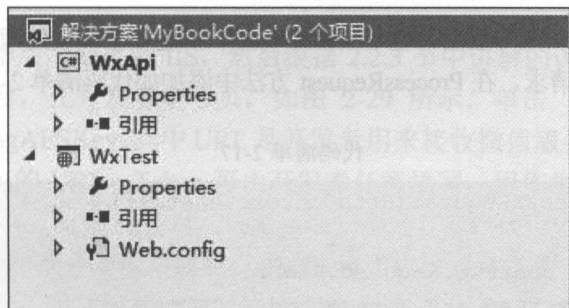 解决方案'MyBookCode' (2 个项目)
C# WxApi
Properties
引用
WxTest
Properties
引用
Web.config